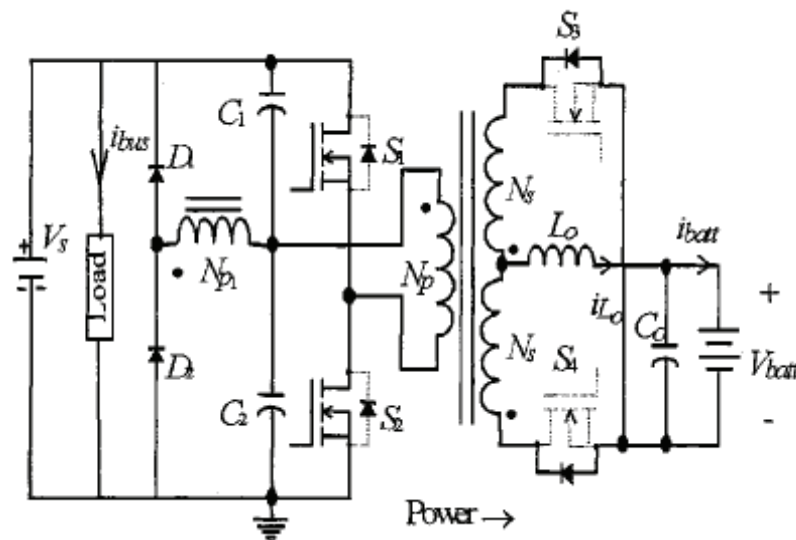 S3
C1
ibus
D1
S1
Ns
Vs
Lo
ibatt
Load
Np1
Np
iLo
Co
+
Ns
S4
Vbatt
D2
C2
S2
-
Power →